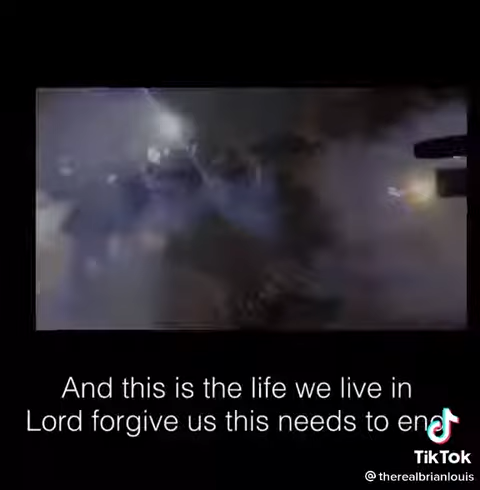 And this is the life we live in
Lord forgive us this needs to end
TikTok
@therealbrianlouis